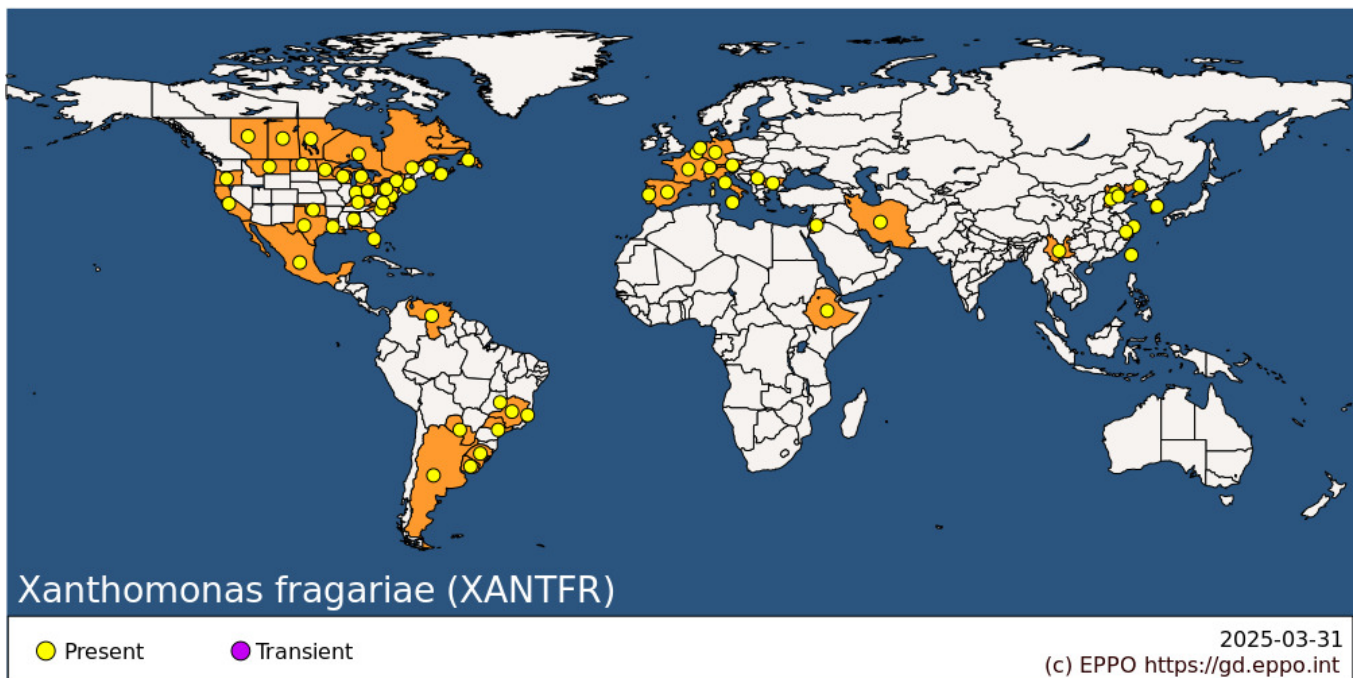 Xanthomonas fragariae (XANTFR)
Present
Transient
2025-03-31
(c) EPPO https://gd.eppo.int